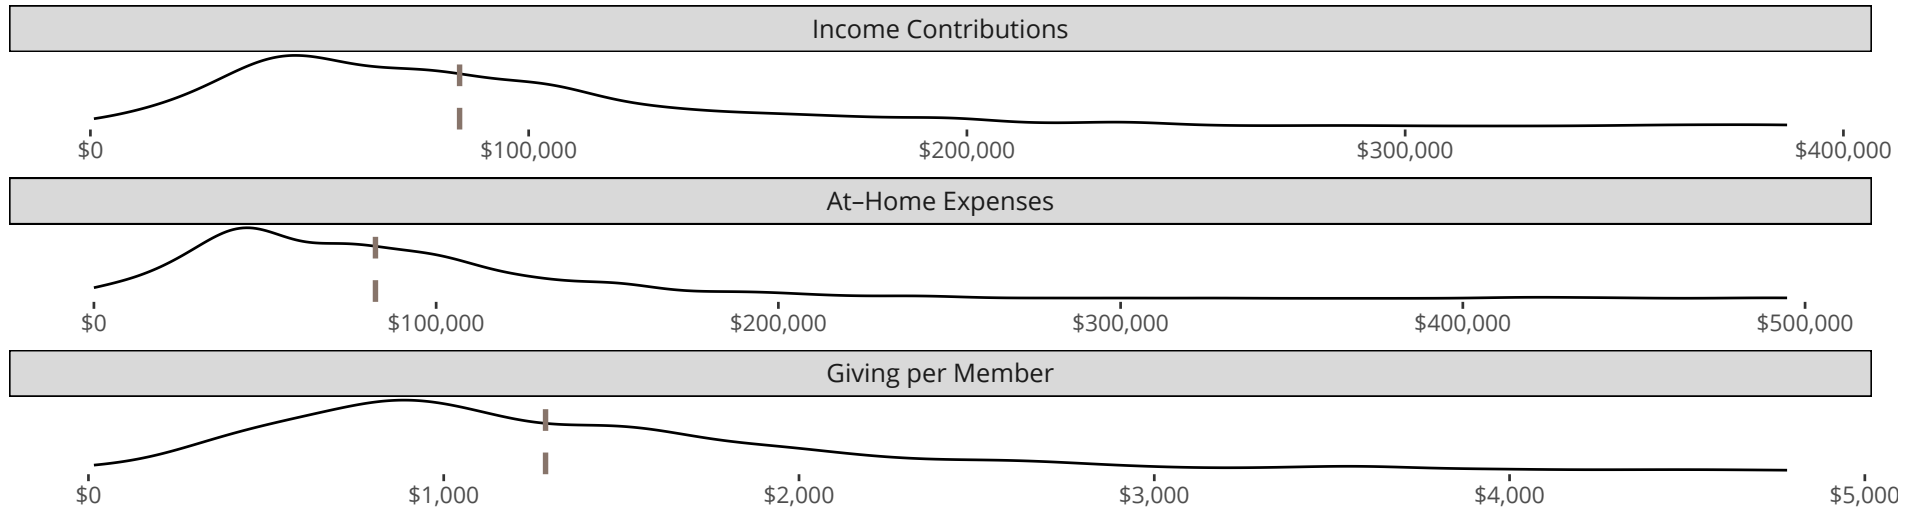 Income Contributions
$0 $100,000 $200,000 $300,000 $400,000
At–Home Expenses
$0 $100,000 $200,000 $300,000 $400,000 $500,000
Giving per Member
$0 $1,000 $2,000 $3,000 $4,000 $5,000